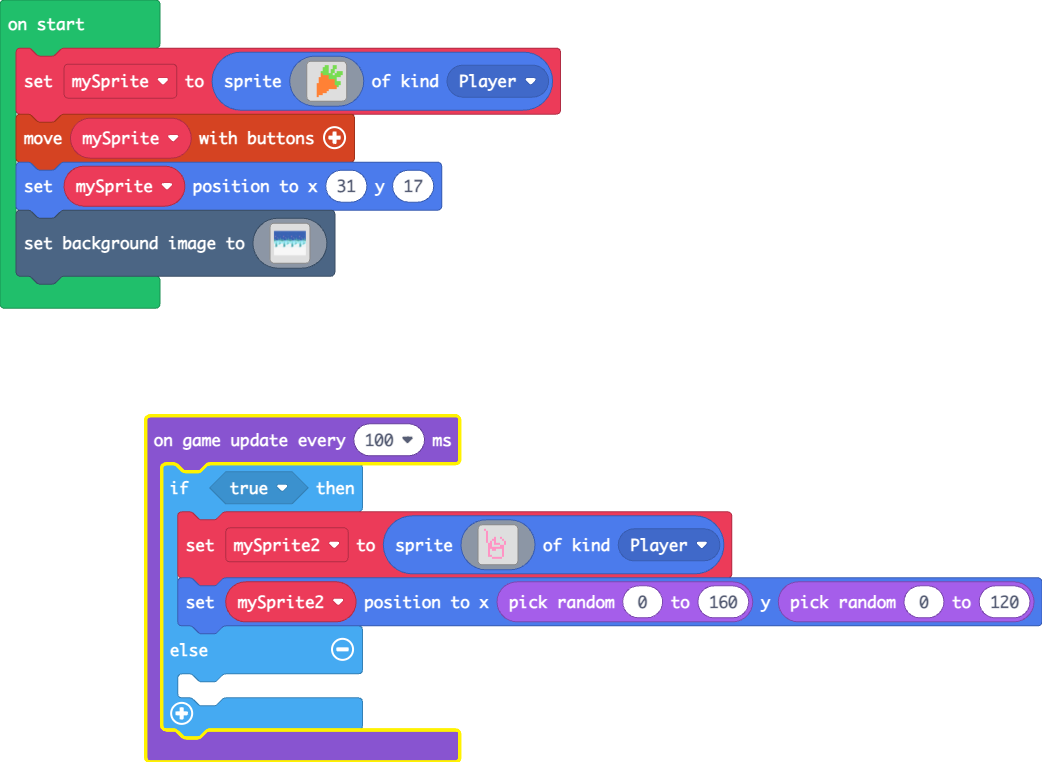 on start
set mySprite to sprite of kind Player
move mySprite with buttons
set mySprite position to x 31 y 17
set background image to
on game update every 100 ms
if true then
set mySprite2 to sprite of kind Player
set mySprite2 position to x pick random 0 to 160 y pick random 0 to 120
else